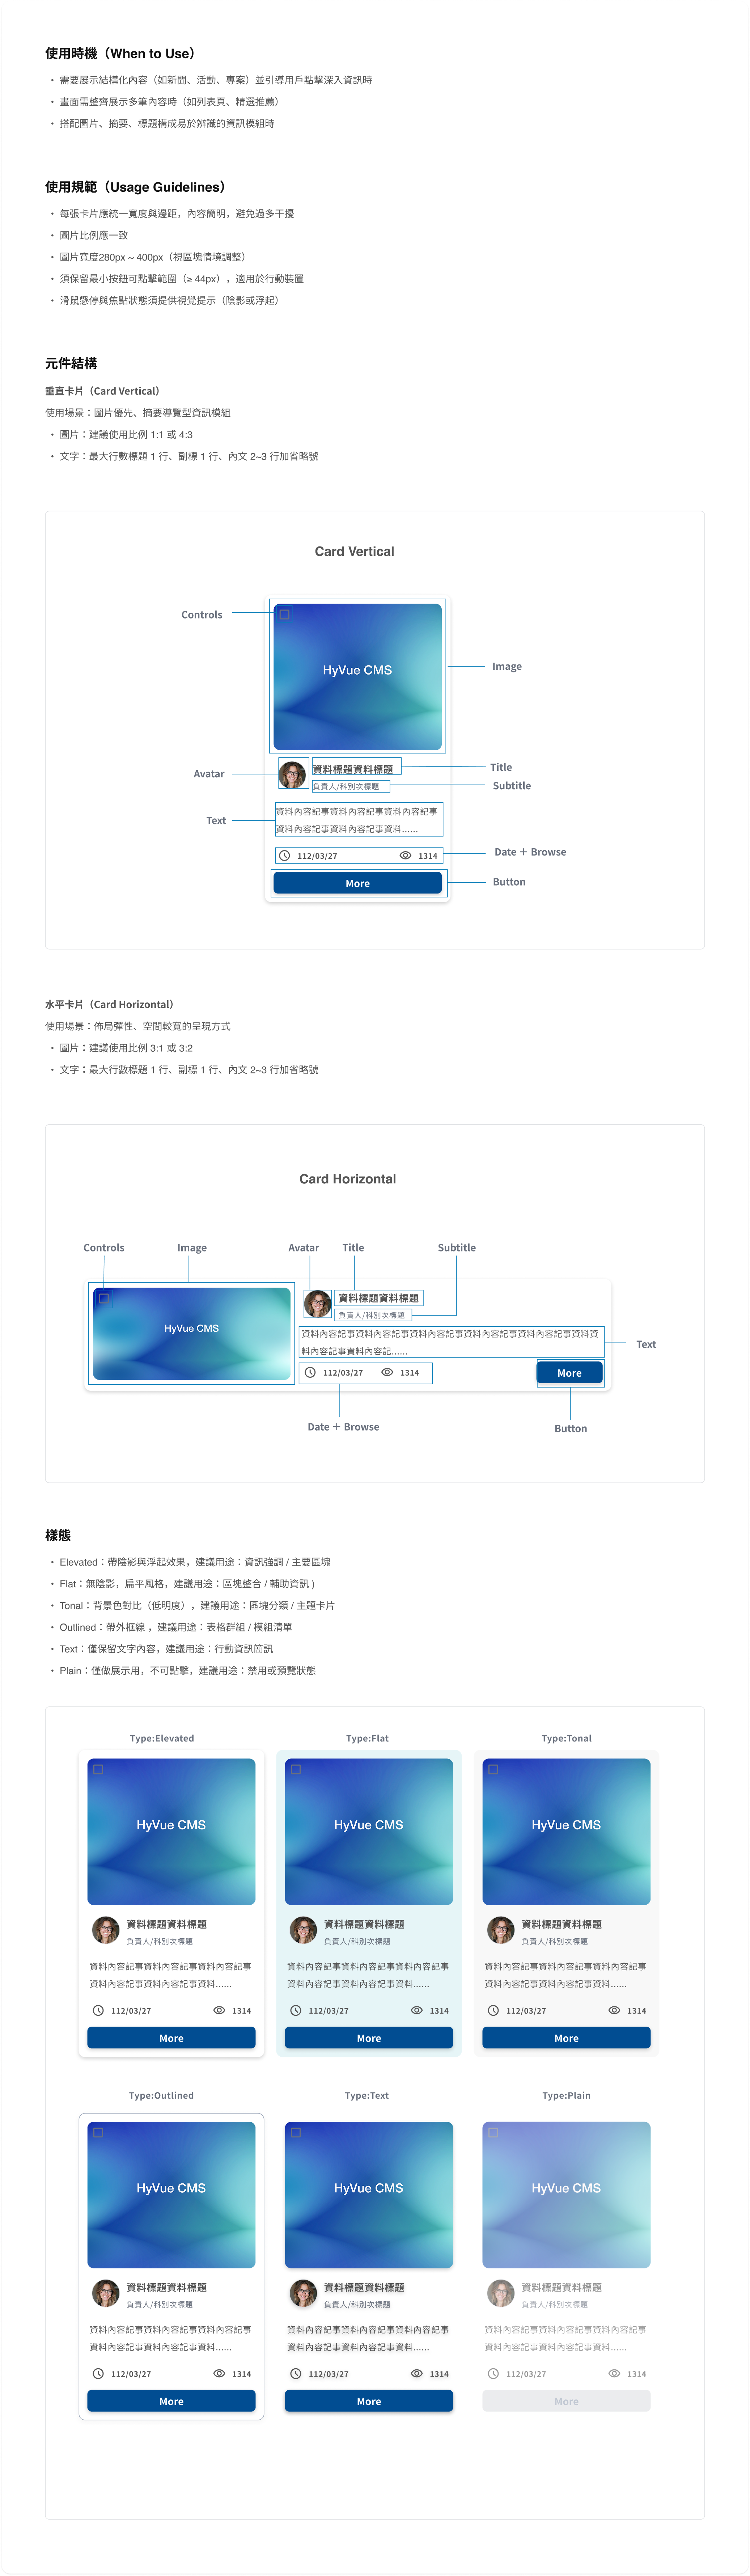 使用時機（When to Use）
• 需要展示結構化內容（如新聞、活動、專案）並引導用戶點擊深入資訊時
• 畫面需整齊展示多筆內容時（如列表頁、精選推薦）
• 搭配圖片、摘要、標題構成易於辨識的資訊模組時
使用規範（Usage Guidelines）
• 每張卡片應統一寬度與邊距，內容簡明，避免過多干擾
• 圖片比例應一致
• 圖片寬度280px ~ 400px（視區塊情境調整）
• 須保留最小按鈕可點擊範圍（≥ 44px），適用於行動裝置
• 滑鼠懸停與焦點狀態須提供視覺提示（陰影或浮起）
元件結構
垂直卡片（Card Vertical）
使用場景：圖片優先、摘要導覽型資訊模組
• 圖片：建議使用比例 1:1 或 4:3
• 文字：最大行數標題 1 行、副標 1 行、內文 2~3 行加省略號
Card Vertical
Controls
HyVue CMS
Image
Avatar
資料標題資料標題
Title
負責人/科別次標題
Subtitle
Text
資料內容記事資料內容記事資料內容記事
資料內容記事資料內容記事資料......
112/03/27
1314
Date + Browse
More
Button
水平卡片（Card Horizontal）
使用場景：佈局彈性、空間較寬的呈現方式
• 圖片：建議使用比例 3:1 或 3:2
• 文字：最大行數標題 1 行、副標 1 行、內文 2~3 行加省略號
Card Horizontal
Controls
Image
Avatar
Title
Subtitle
HyVue CMS
資料標題資料標題
負責人/科別次標題
資料內容記事資料內容記事資料內容記事資料內容記事資料內容記事資料資
料內容記事資料內容記......
Text
112/03/27
1314
More
Date + Browse
Button
樣態
• Elevated：帶陰影與浮起效果，建議用途：資訊強調 / 主要區塊
• Flat：無陰影，扁平風格，建議用途：區塊整合 / 輔助資訊 )
• Tonal：背景色對比（低明度），建議用途：區塊分類 / 主題卡片
• Outlined：帶外框線 ，建議用途：表格群組 / 模組清單
• Text：僅保留文字內容，建議用途：行動資訊簡訊
• Plain：僅做展示用，不可點擊，建議用途：禁用或預覽狀態
Type:Elevated
HyVue CMS
資料標題資料標題
負責人/科別次標題
資料內容記事資料內容記事資料內容記事
資料內容記事資料內容記事資料......
112/03/27
1314
More
Type:Flat
HyVue CMS
資料標題資料標題
負責人/科別次標題
資料內容記事資料內容記事資料內容記事
資料內容記事資料內容記事資料......
112/03/27
1314
More
Type:Tonal
HyVue CMS
資料標題資料標題
負責人/科別次標題
資料內容記事資料內容記事資料內容記事
資料內容記事資料內容記事資料......
112/03/27
1314
More
Type:Outlined
HyVue CMS
資料標題資料標題
負責人/科別次標題
資料內容記事資料內容記事資料內容記事
資料內容記事資料內容記事資料......
112/03/27
1314
More
Type:Text
HyVue CMS
資料標題資料標題
負責人/科別次標題
資料內容記事資料內容記事資料內容記事
資料內容記事資料內容記事資料......
112/03/27
1314
More
Type:Plain
HyVue CMS
資料標題資料標題
負責人/科別次標題
資料內容記事資料內容記事資料內容記事
資料內容記事資料內容記事資料......
112/03/27
1314
More